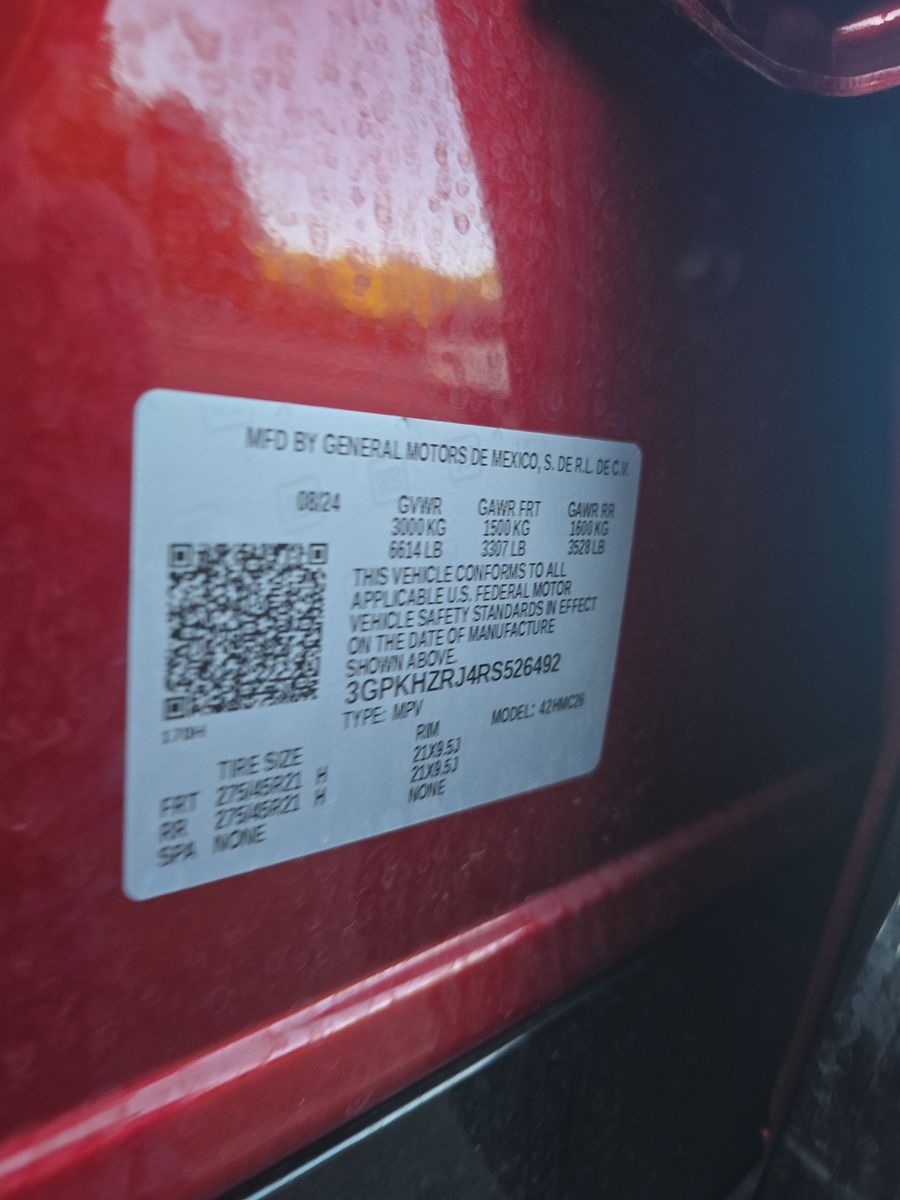 MFD BY GENERAL MOTORS DE MEXICO, S. DE R.L. DE C.V.
08/24 GVWR GAWR FRT GAWR RR
3000 KG 1500 KG 1600 KG
6614 LB 3307 LB 3528 LB
THIS VEHICLE CONFORMS TO ALL
APPLICABLE U.S. FEDERAL MOTOR
VEHICLE SAFETY STANDARDS IN EFFECT
ON THE DATE OF MANUFACTURE
SHOWN ABOVE.
3GPKHZRJ4RS526492
TYPE: MPV MODEL: 42HMC26
170H
TIRE SIZE RIM
FRT 275/45R21 H 21X9.5J
RR 275/45R21 H 21X9.5J
SPA NONE NONE